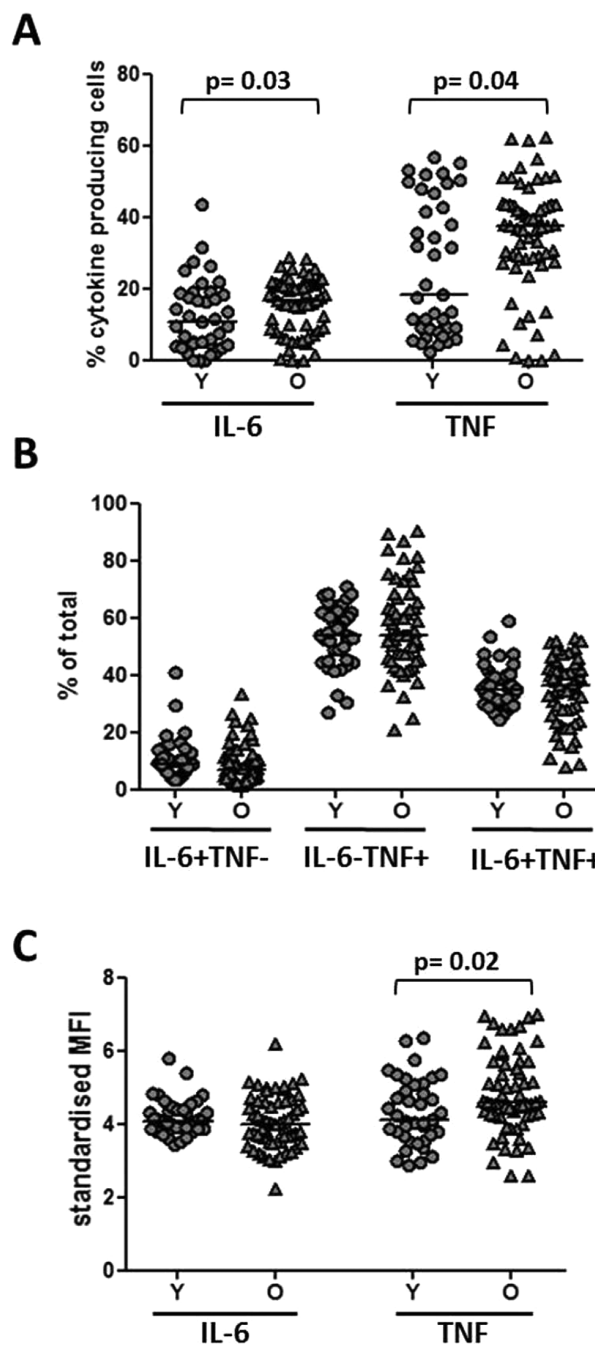 A
p= 0.03 p= 0.04
% cytokine producing cells
80
60
40
20
0
Y O Y O
IL-6 TNF
B
% of total
100
80
60
40
20
0
Y O Y O Y O
IL-6+TNF- IL-6-TNF+ IL-6+TNF+
C
p= 0.02
standardised MFI
8
6
4
2
0
Y O Y O
IL-6 TNF